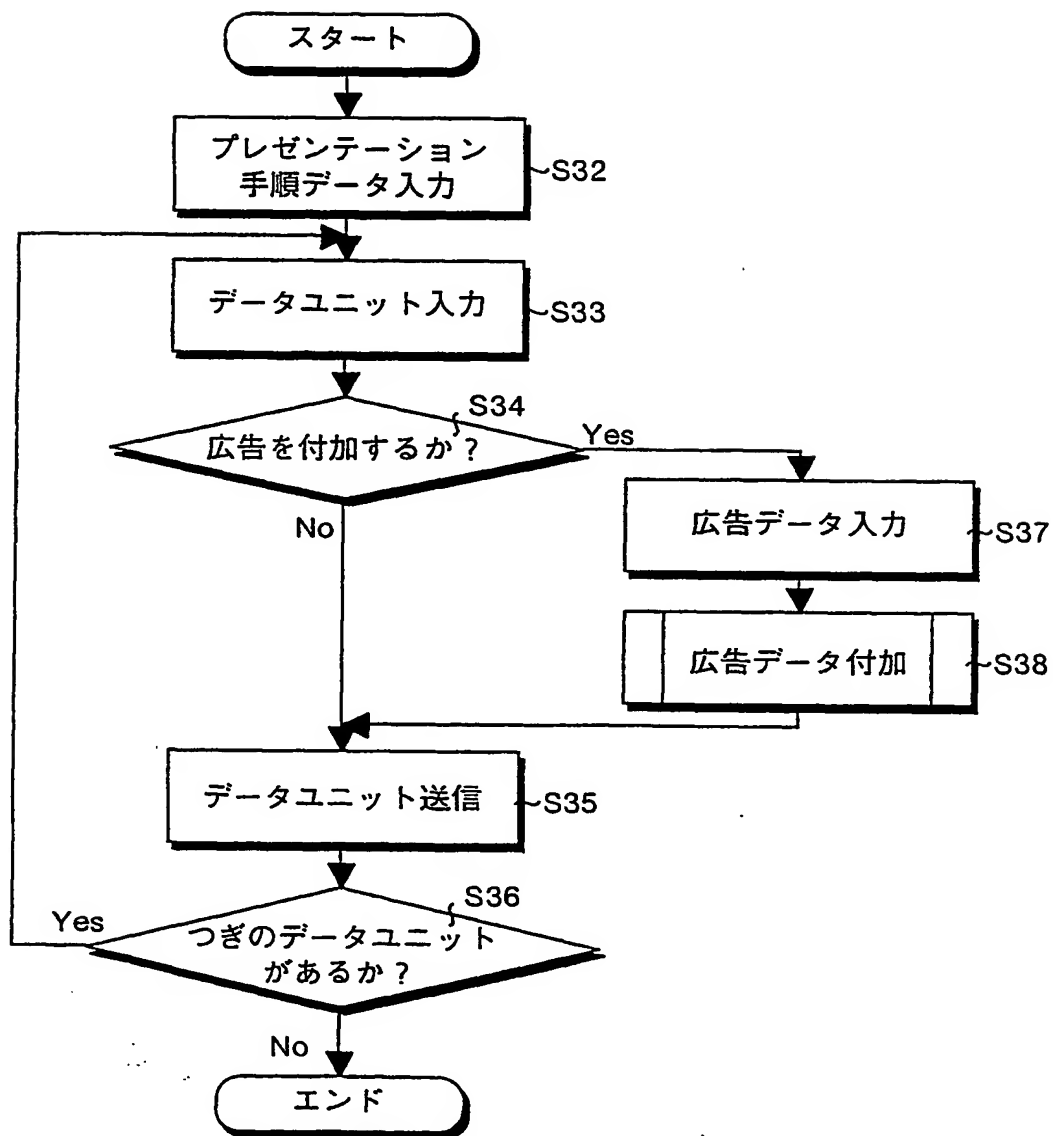 スタート
プレゼンテーション
手順データ入力
S32
データユニット入力
S33
S34
広告を付加するか？
Yes
No
広告データ入力
S37
広告データ付加
S38
データユニット送信
S35
S36
Yes
つぎのデータユニット
があるか？
No
エンド